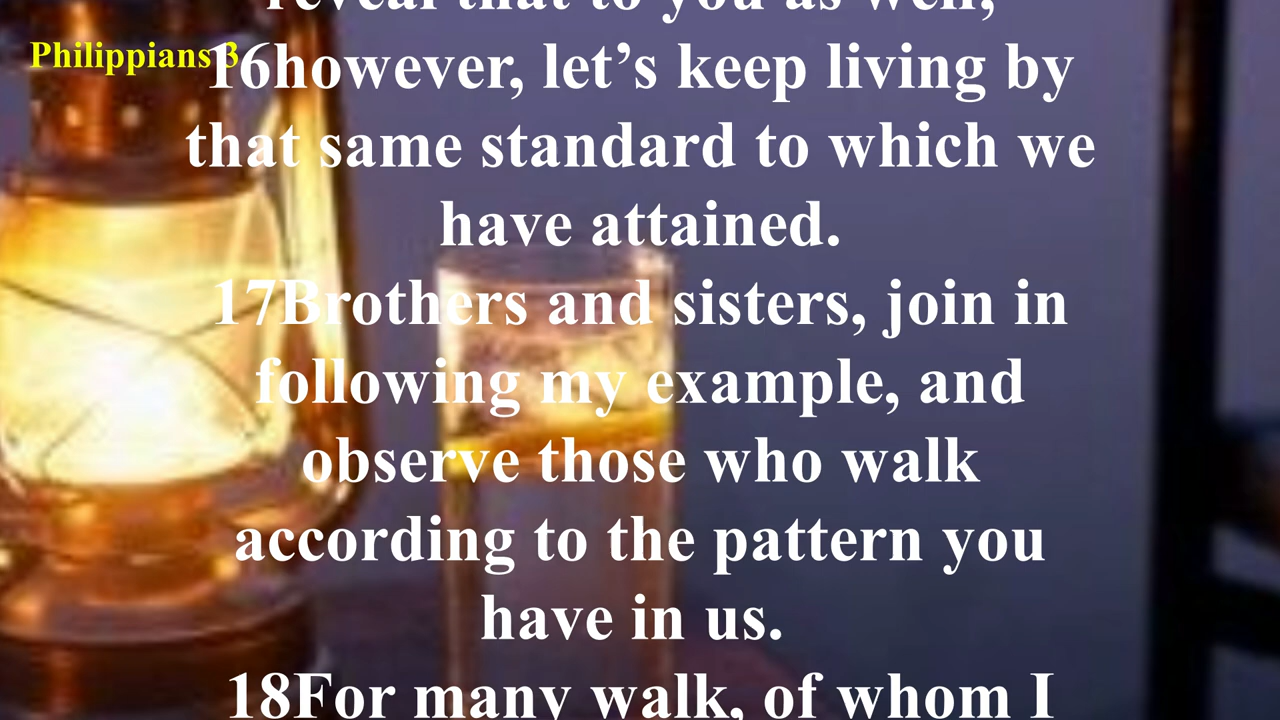 reveal that to you as well;
Philippians 3
16however, let’s keep living by
that same standard to which we
have attained.
17Brothers and sisters, join in
following my example, and
observe those who walk
according to the pattern you
have in us.
18For many walk, of whom I